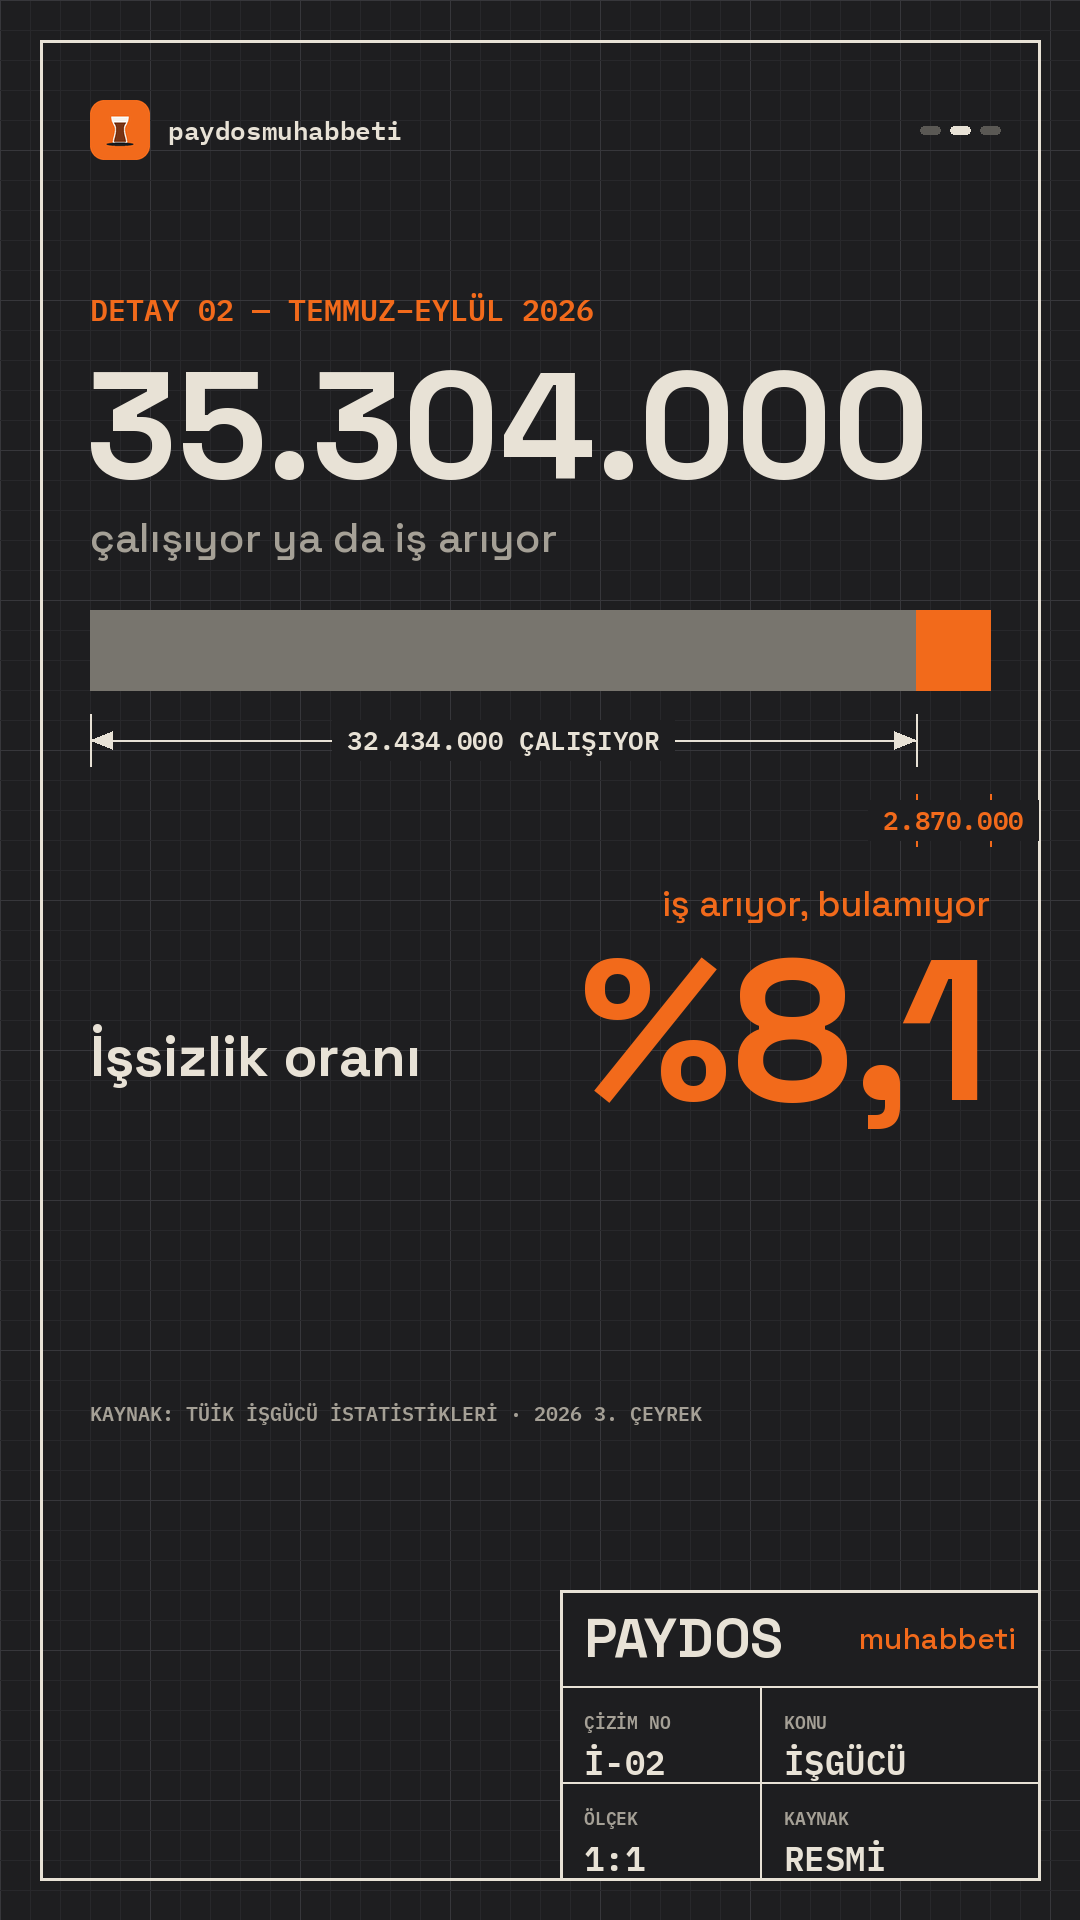 paydosmuhabbeti
DETAY 02 — TEMMUZ–EYLÜL 2026
35.304.000
çalışıyor ya da iş arıyor
32.434.000 ÇALIŞIYOR
2.870.000
iş arıyor, bulamıyor
İşsizlik oranı
%8,1
KAYNAK: TÜİK İŞGÜCÜ İSTATİSTİKLERİ · 2026 3. ÇEYREK
PAYDOS muhabbeti
ÇİZİM NO
İ-02
KONU
İŞGÜCÜ
ÖLÇEK
1:1
KAYNAK
RESMİ